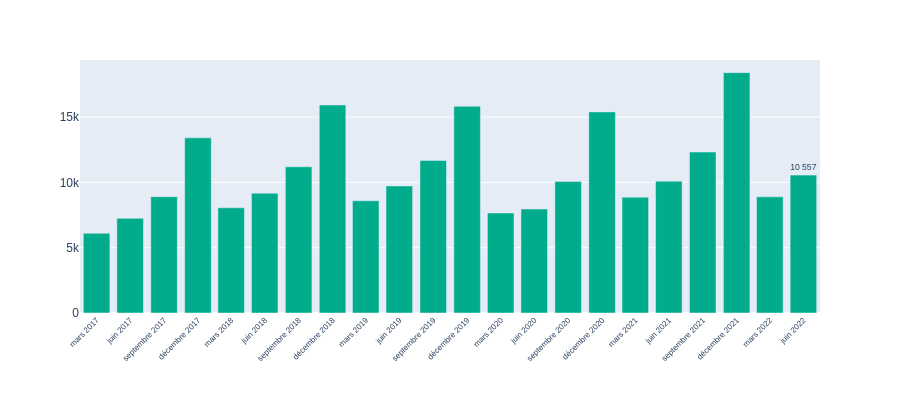 15k
10k
5k
0
10 557
mars 2017
juin 2017
septembre 2017
décembre 2017
mars 2018
juin 2018
septembre 2018
décembre 2018
mars 2019
juin 2019
septembre 2019
décembre 2019
mars 2020
juin 2020
septembre 2020
décembre 2020
mars 2021
juin 2021
septembre 2021
décembre 2021
mars 2022
juin 2022